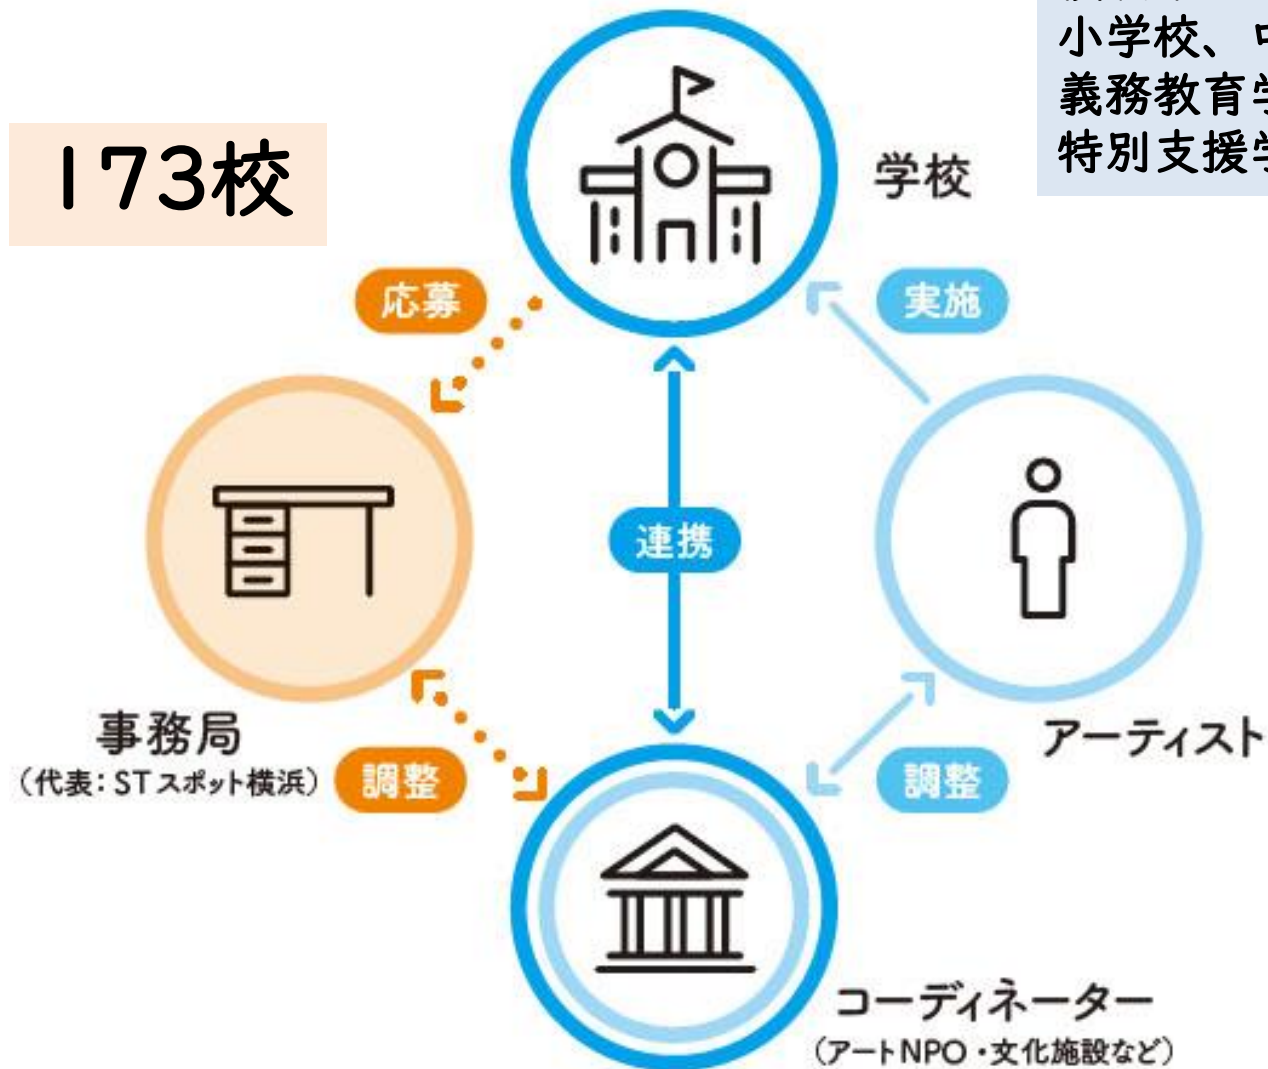 小学校、
義務教育学
特別支援学
173校
学校
応募
実施
連携
事務局
(代表：STスポット横浜)
調整
アーティスト
調整
コーディネーター
(アートNPO・文化施設など)